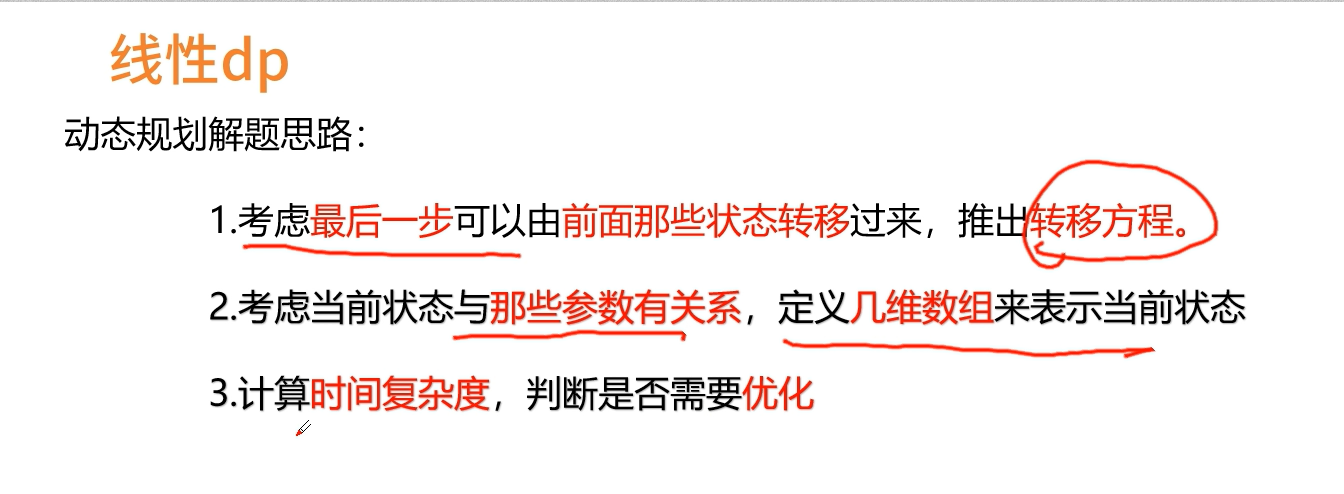 线性dp
动态规划解题思路：
1.考虑最后一步可以由前面那些状态转移过来，推出转移方程。
2.考虑当前状态与那些参数有关系，定义几维数组来表示当前状态
3.计算时间复杂度，判断是否需要优化